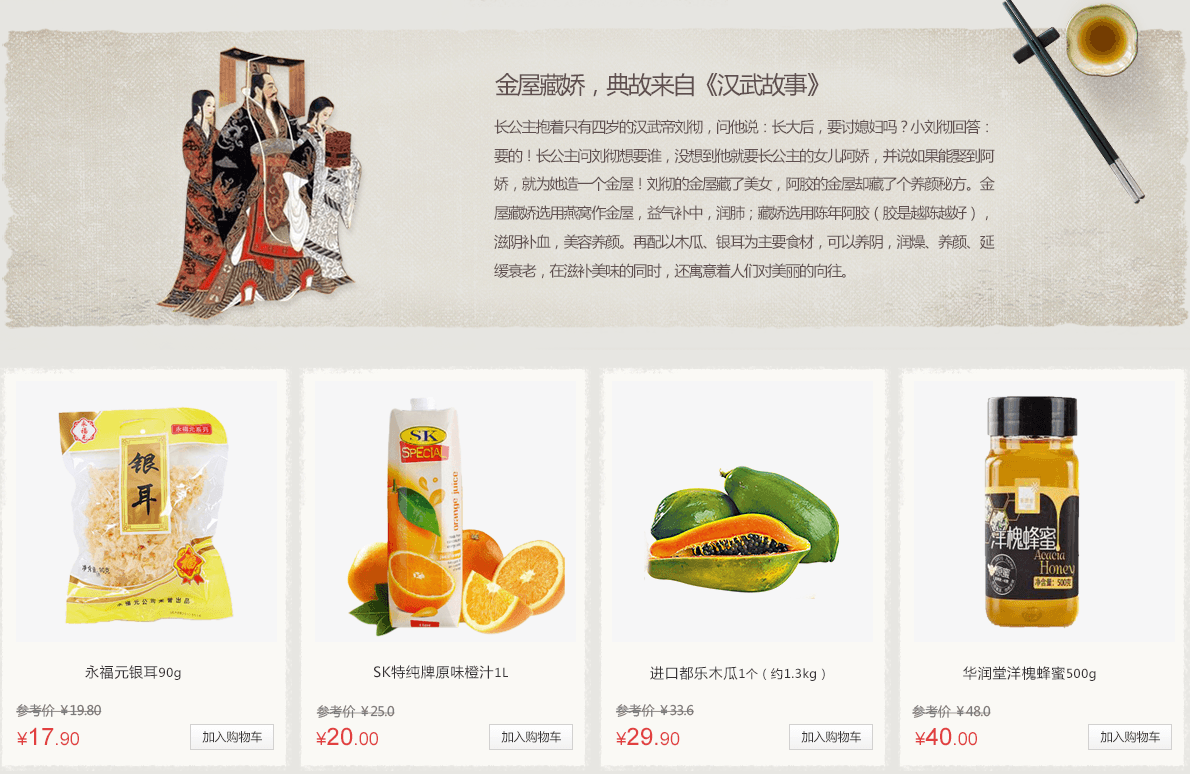 金屋藏娇，典故来自《汉武故事》
长公主抱着只有四岁的汉武帝刘彻，问他说：长大后，要讨媳妇吗？小刘彻回答：
要的！长公主问刘彻想要谁，没想到他就要长公主的女儿阿娇，并说如果能娶到阿
娇，就为她造一个金屋！刘彻的金屋藏了美女，阿胶的金屋却藏了个养颜秘方。金
屋藏娇选用燕窝作金屋，益气补中，润肺；藏娇选用陈年阿胶（胶是越陈越好），
滋阴补血，美容养颜。再配以木瓜、银耳为主要食材，可以养阴，润燥、养颜、延
缓衰老，在滋补美味的同时，还寓意着人们对美丽的向往。
永福元系列
银耳
SK
SPECIAL
orange juice
洋槐蜂蜜
Acacia
Honey
净含量：500克
永福元银耳90g
SK特纯牌原味橙汁1L
进口都乐木瓜1个（约1.3kg）
华润堂洋槐蜂蜜500g
参考价 ¥19.80
参考价 ¥25.0
参考价 ¥33.6
参考价 ¥48.0
¥17.90
加入购物车
¥20.00
加入购物车
¥29.90
加入购物车
¥40.00
加入购物车